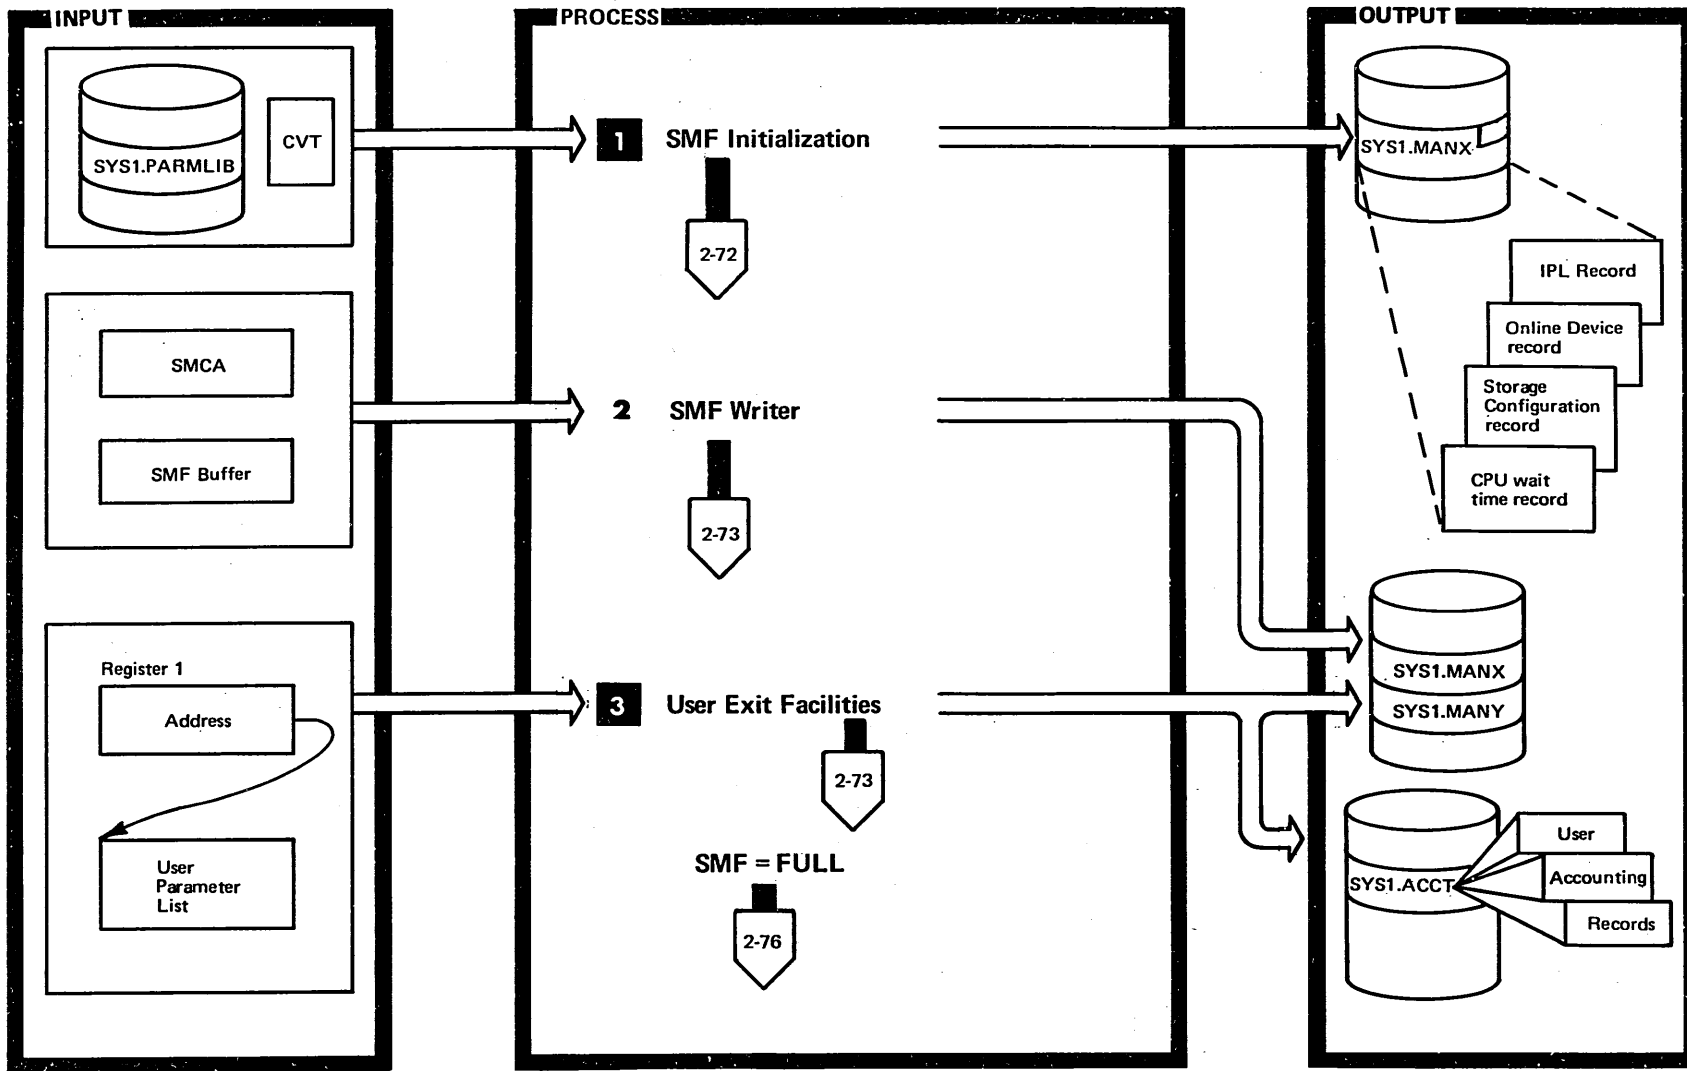 INPUT
PROCESS
OUTPUT
SYS1.PARMLIB
CVT
1 SMF Initialization
2-72
SYS1.MANX
IPL Record
Online Device
record
Storage
Configuration
record
CPU wait
time record
SMCA
SMF Buffer
2 SMF Writer
2-73
SYS1.MANX
SYS1.MANY
Register 1
Address
User
Parameter
List
3 User Exit Facilities
2-73
SMF = FULL
2-76
SYS1.ACCT
User
Accounting
Records